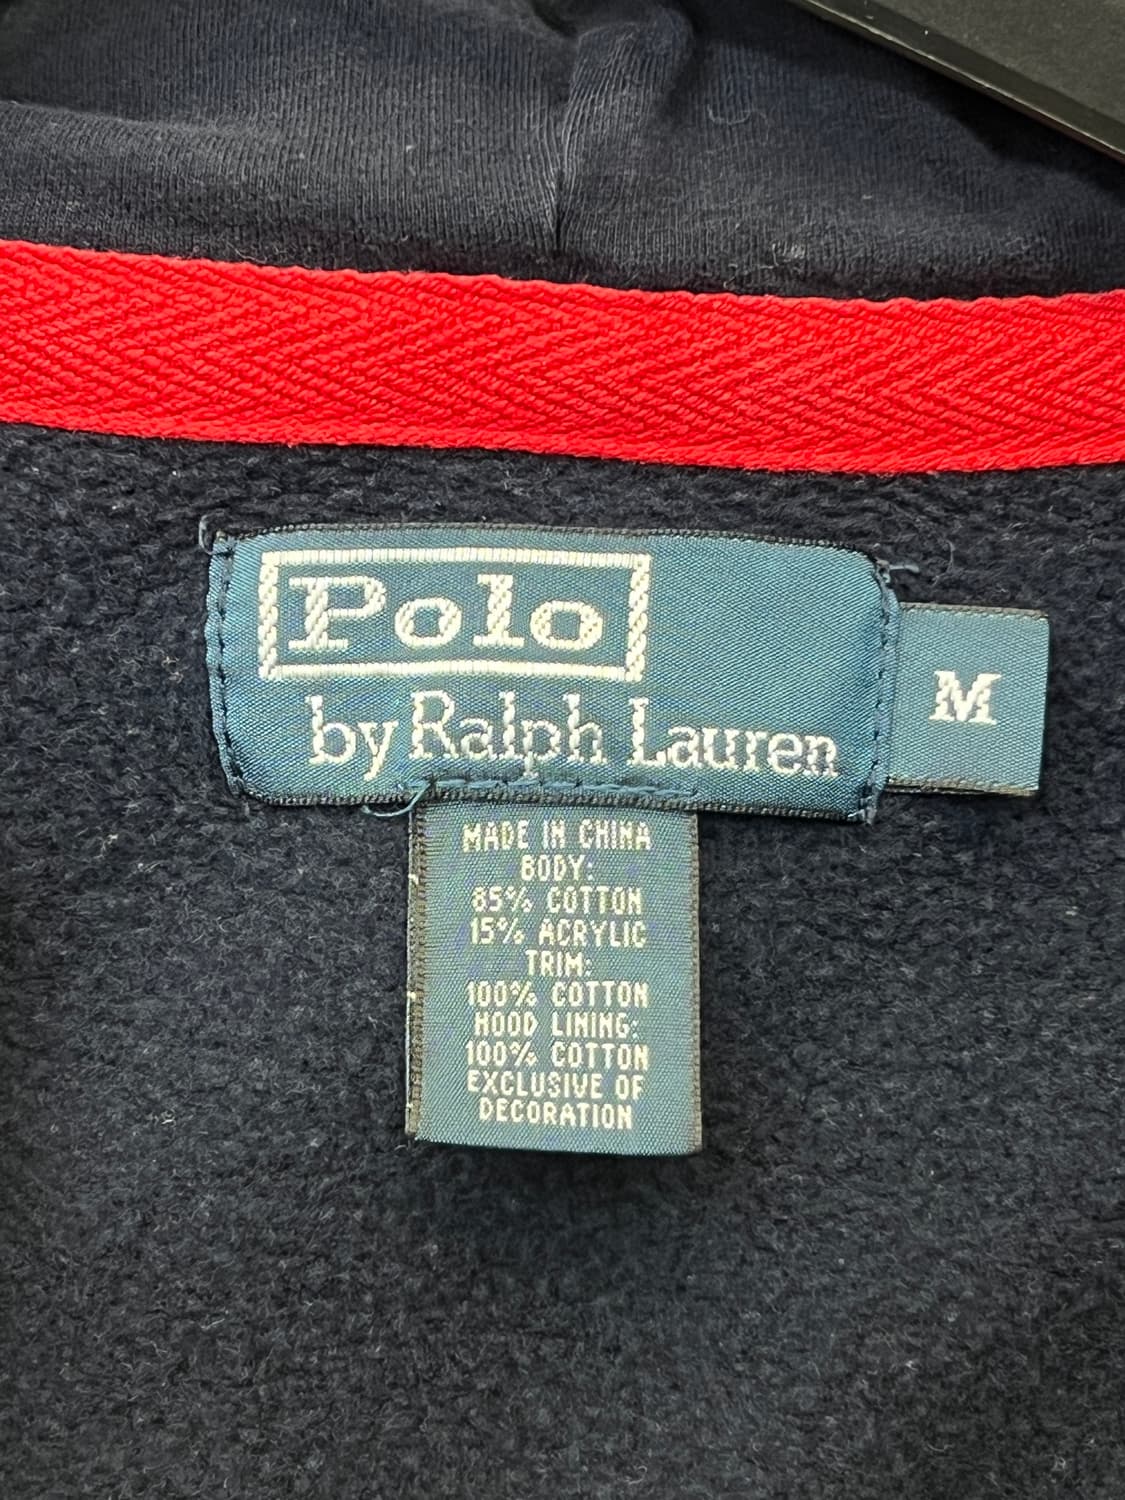 Polo
by Ralph Lauren
M
MADE IN CHINA
BODY:
85% COTTON
15% ACRYLIC
TRIM:
100% COTTON
HOOD LINING:
100% COTTON
EXCLUSIVE OF
DECORATION